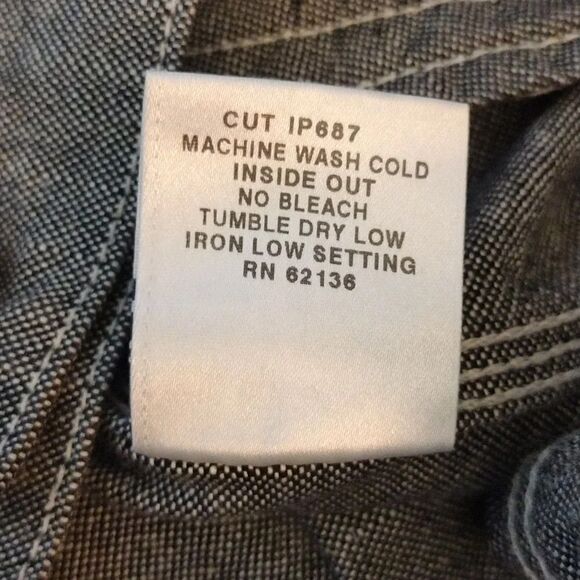 CUT IP687
MACHINE WASH COLD
INSIDE OUT
NO BLEACH
TUMBLE DRY LOW
IRON LOW SETTING
RN 62136